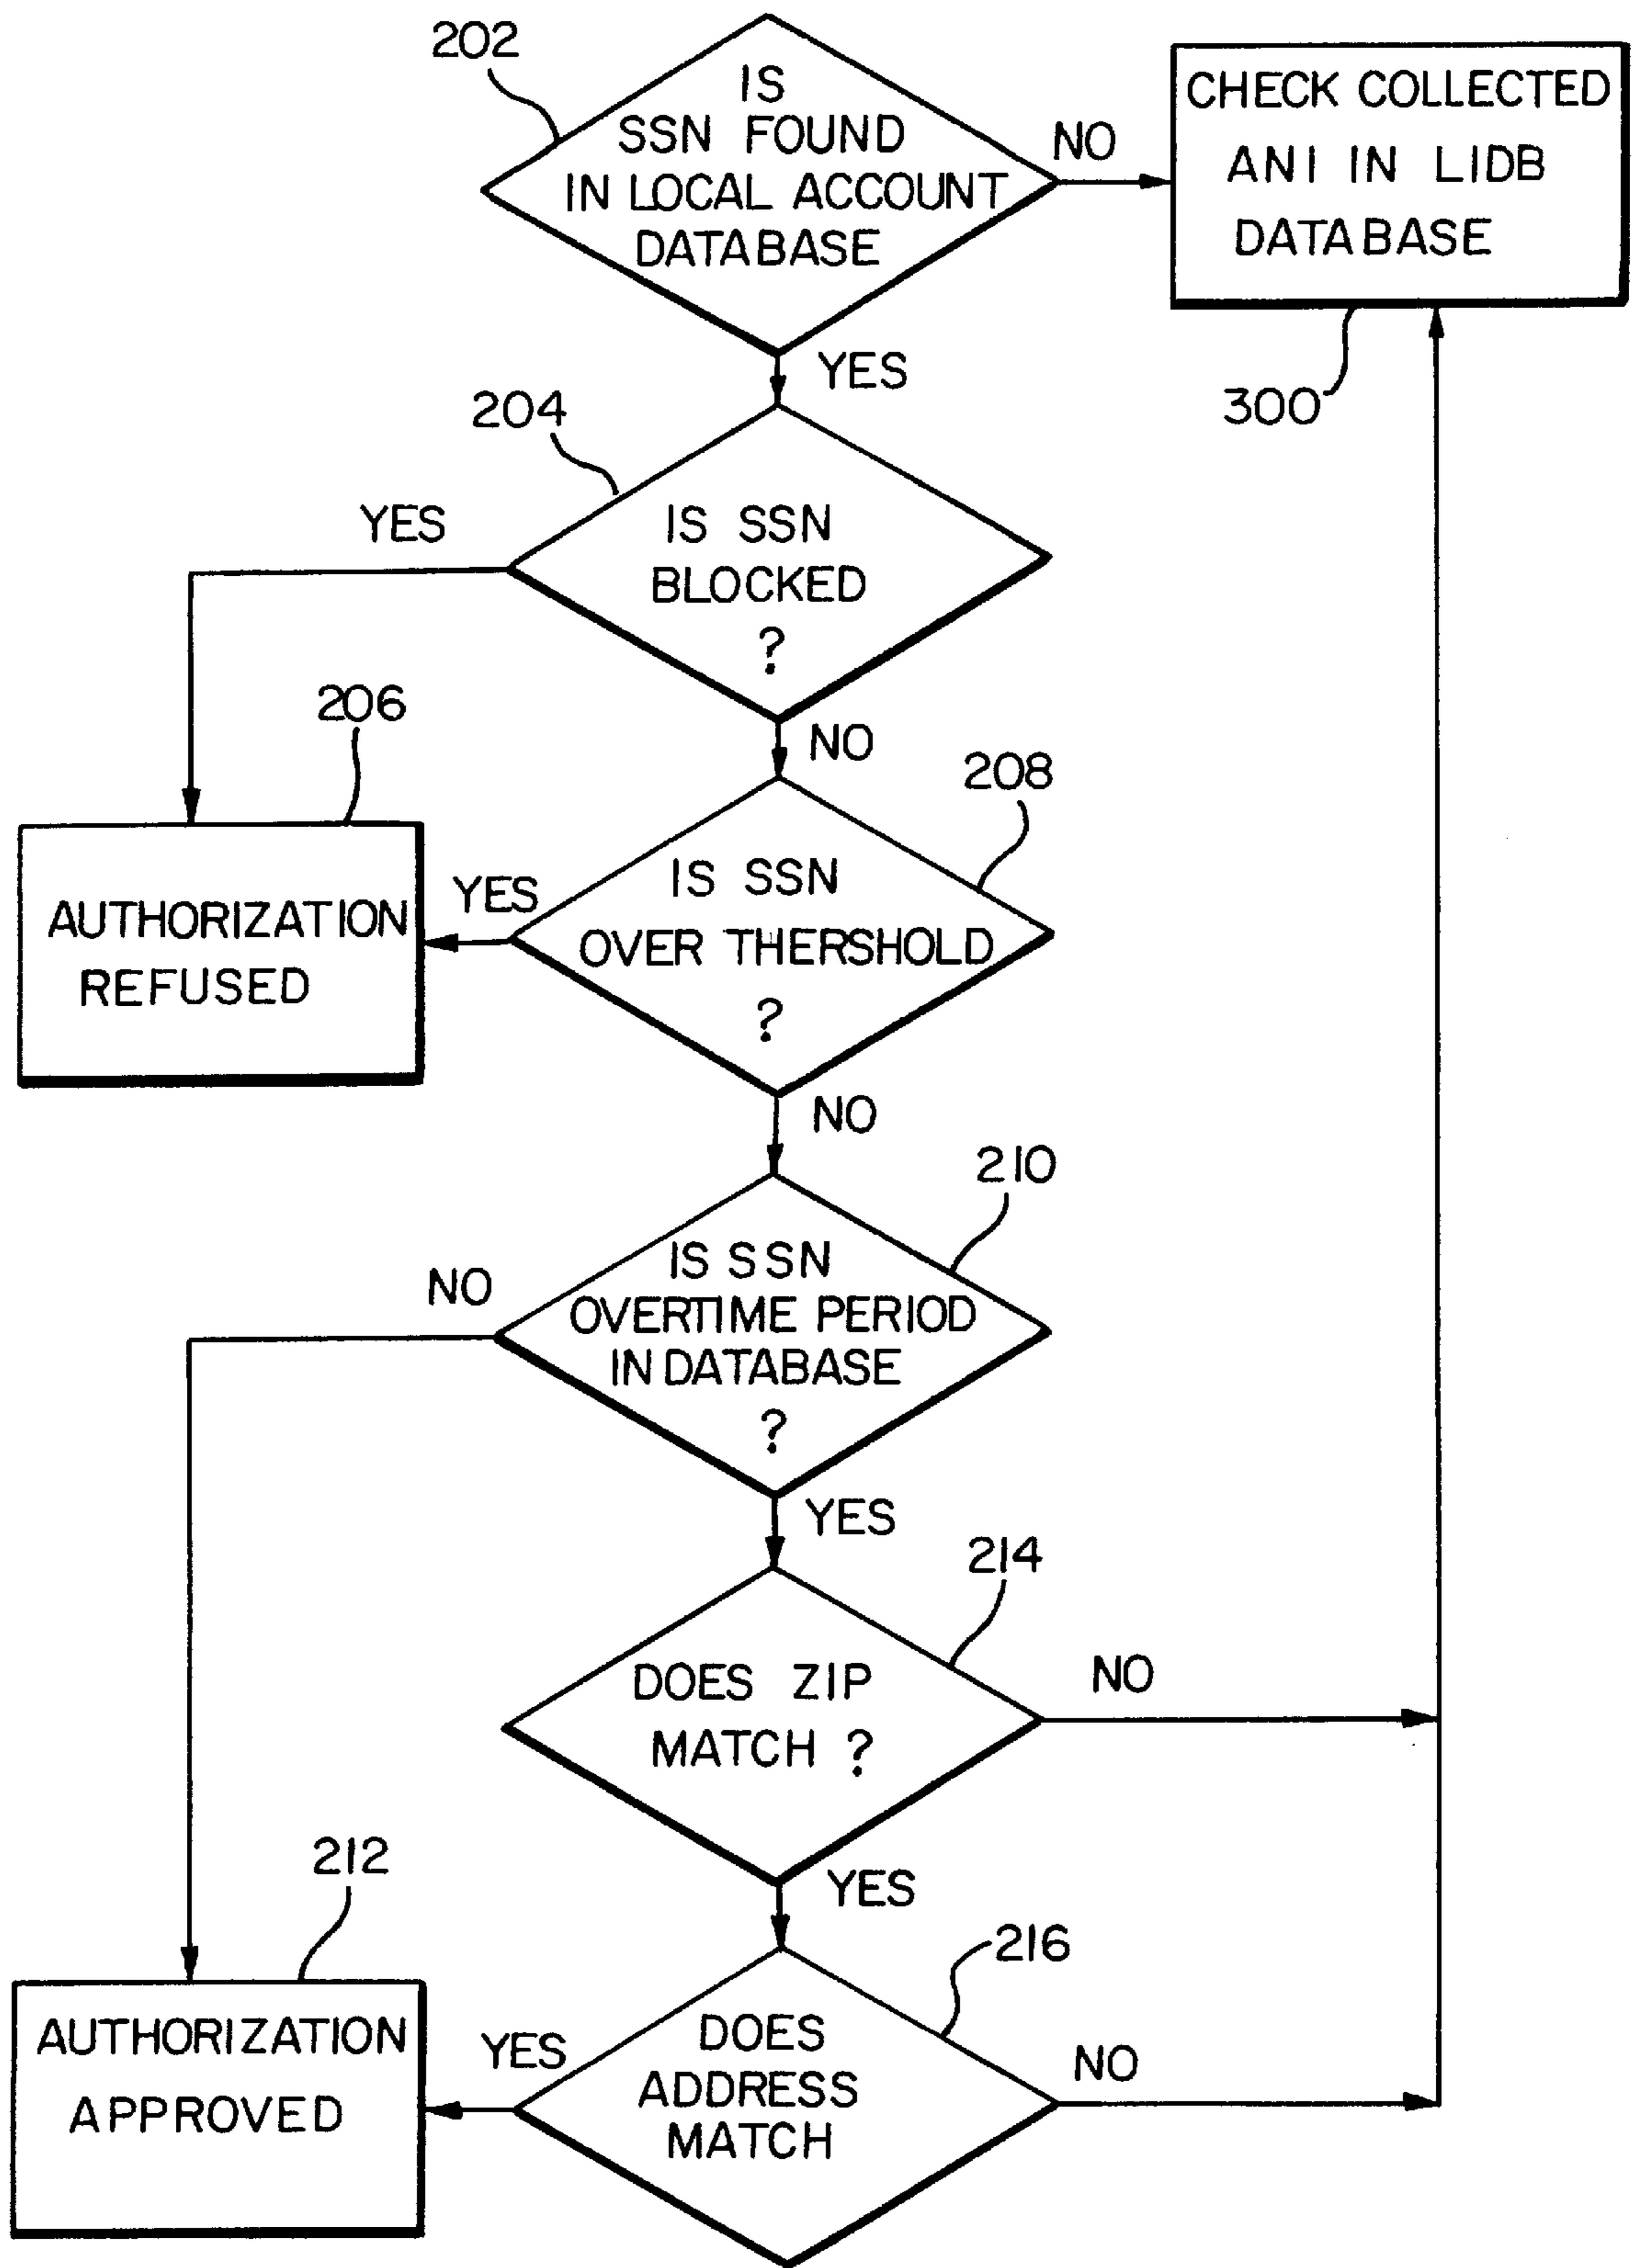 202
IS
SSN FOUND
IN LOCAL ACCOUNT
DATABASE
NO
CHECK COLLECTED
ANI IN LIDB
DATABASE
300
YES
204
YES
IS SSN
BLOCKED
?
NO
206
AUTHORIZATION
REFUSED
208
YES
IS SSN
OVER THERSHOLD
?
NO
210
NO
IS SSN
OVERTIME PERIOD
IN DATABASE
?
YES
214
DOES ZIP
MATCH ?
NO
YES
212
AUTHORIZATION
APPROVED
216
YES
DOES
ADDRESS
MATCH
NO